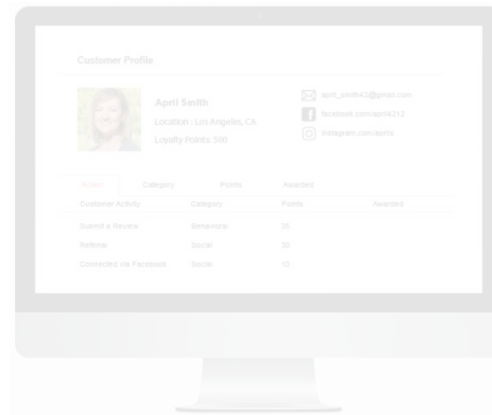 Customer Profile
April Smith
Location : Los Angeles, CA
Loyalty Points: 500
april_smith42@gmail.com
facebook.com/april4212
instagram.com/aprils
Action Category Points Awarded
Customer Activity Category Points Awarded
Submit a Review Behavioral 35
Referral Social 30
Connected via Facebook Social 10